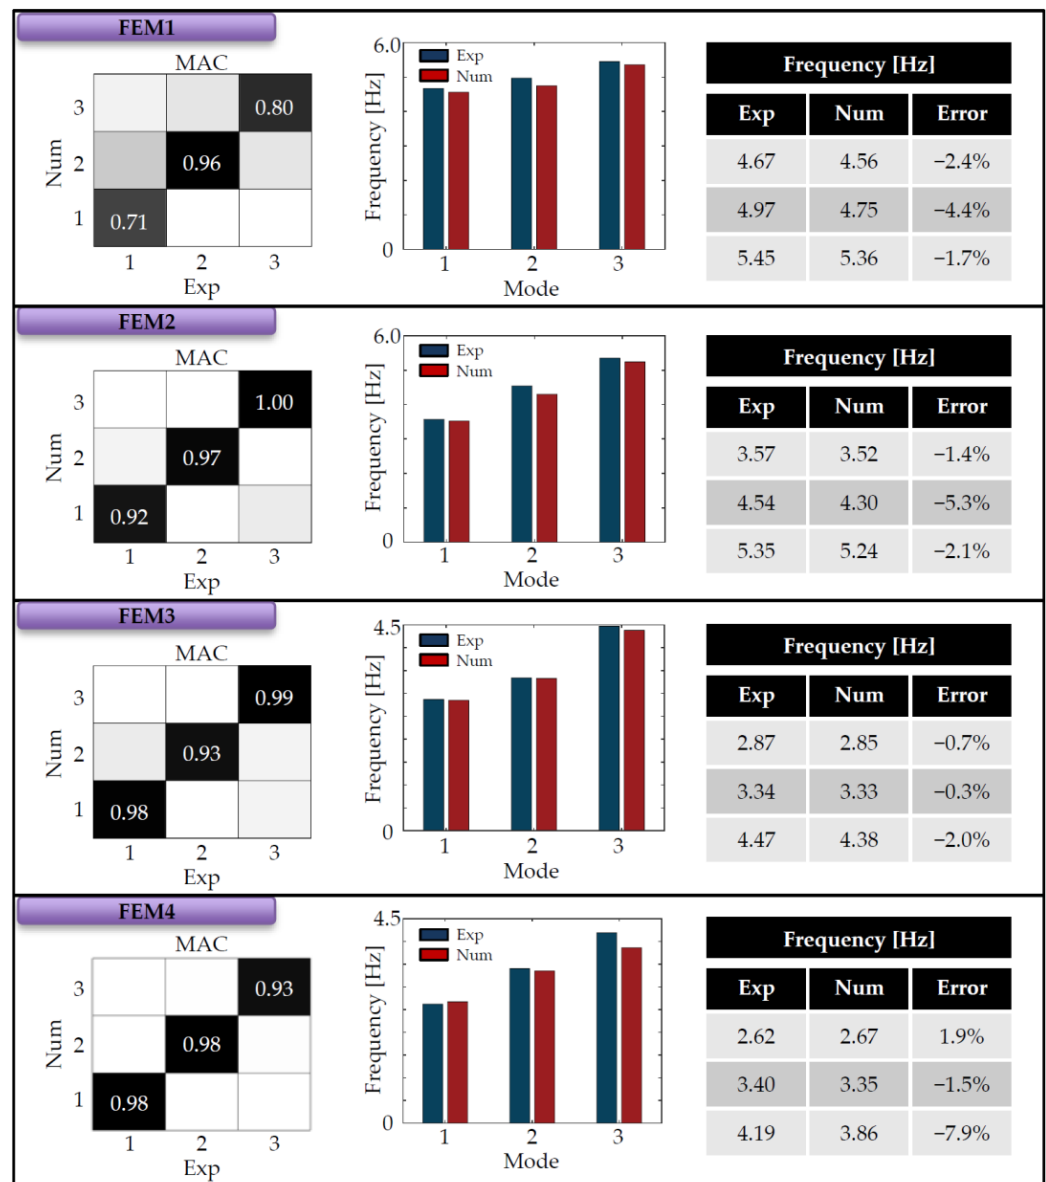 FEM1
MAC
3
0.80
Num
2
0.96
1
0.71
1 2 3
Exp
6.0
Exp
Num
Frequency [Hz]
0
1 2 3
Mode
Frequency [Hz]
Exp Num Error
4.67 4.56 −2.4%
4.97 4.75 −4.4%
5.45 5.36 −1.7%
FEM2
MAC
3
1.00
Num
2
0.97
1
0.92
1 2 3
Exp
6.0
Exp
Num
Frequency [Hz]
0
1 2 3
Mode
Frequency [Hz]
Exp Num Error
3.57 3.52 −1.4%
4.54 4.30 −5.3%
5.35 5.24 −2.1%
FEM3
MAC
3
0.99
Num
2
0.93
1
0.98
1 2 3
Exp
4.5
Exp
Num
Frequency [Hz]
0
1 2 3
Mode
Frequency [Hz]
Exp Num Error
2.87 2.85 −0.7%
3.34 3.33 −0.3%
4.47 4.38 −2.0%
FEM4
MAC
3
0.93
Num
2
0.98
1
0.98
1 2 3
Exp
4.5
Exp
Num
Frequency [Hz]
0
1 2 3
Mode
Frequency [Hz]
Exp Num Error
2.62 2.67 1.9%
3.40 3.35 −1.5%
4.19 3.86 −7.9%